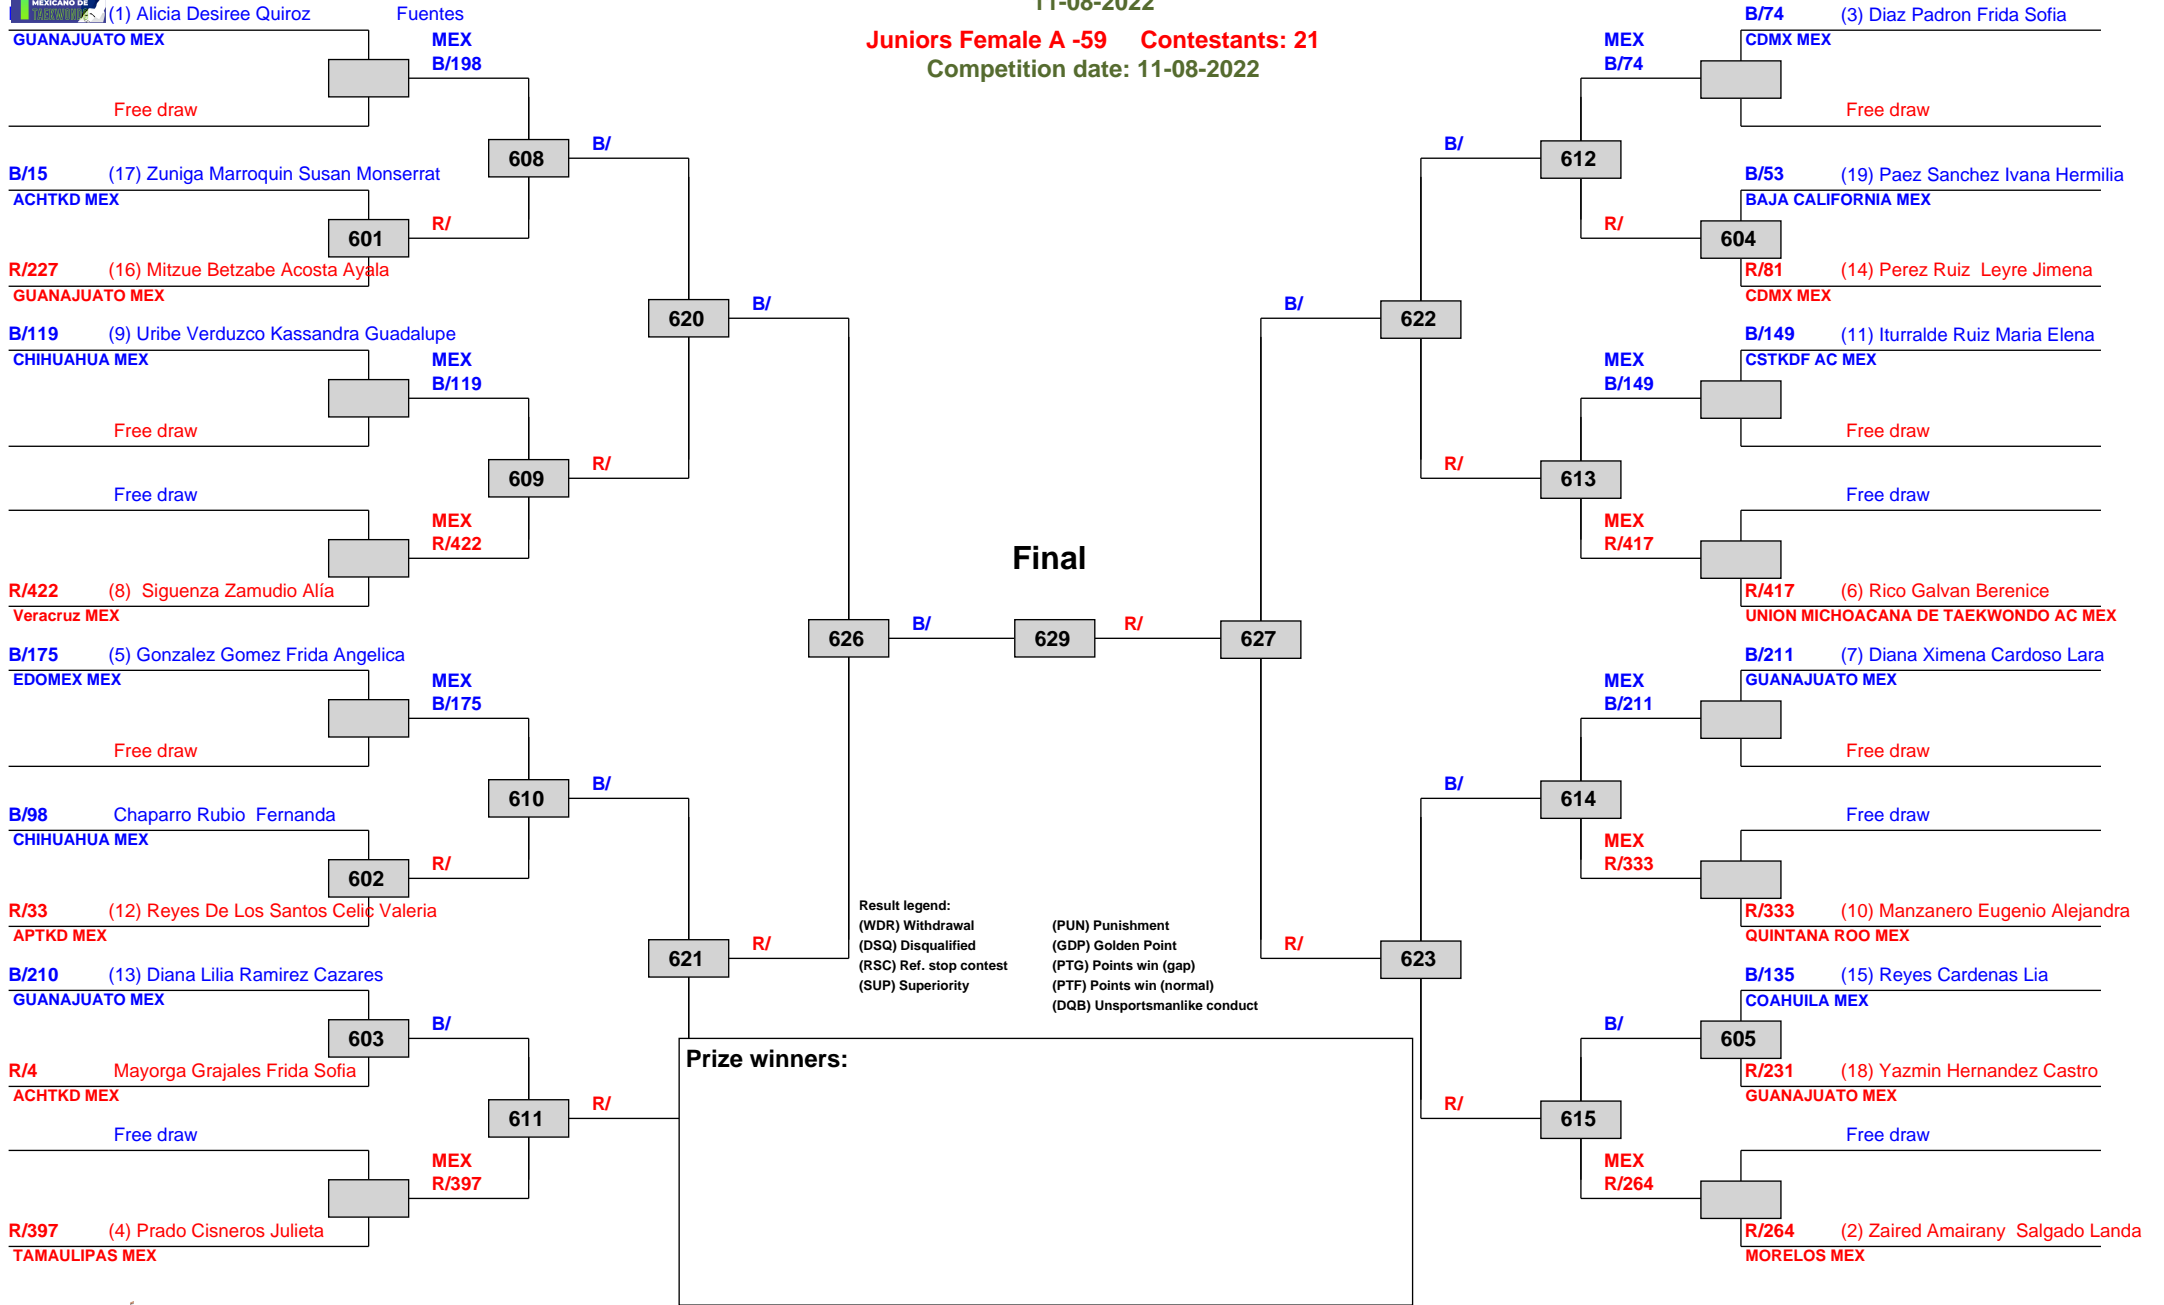 MEXICANO DE
TAEKWONDO
(1) Alicia Desiree Quiroz Fuentes
GUANAJUATO MEX
MEX
B/198
Free draw
608
B/
B/15 (17) Zuniga Marroquin Susan Monserrat
ACHTKD MEX
601
R/
R/227 (16) Mitzue Betzabe Acosta Ayala
GUANAJUATO MEX
620
B/
B/119 (9) Uribe Verduzco Kassandra Guadalupe
CHIHUAHUA MEX
MEX
B/119
Free draw
609
R/
Free draw
MEX
R/422
R/422 (8) Siguenza Zamudio Alía
Veracruz MEX
626
B/
B/175 (5) Gonzalez Gomez Frida Angelica
EDOMEX MEX
MEX
B/175
Free draw
610
B/
B/98 Chaparro Rubio Fernanda
CHIHUAHUA MEX
602
R/
R/33 (12) Reyes De Los Santos Celic Valeria
APTKD MEX
621
R/
B/210 (13) Diana Lilia Ramirez Cazares
GUANAJUATO MEX
603
B/
R/4 Mayorga Grajales Frida Sofia
ACHTKD MEX
611
R/
Free draw
MEX
R/397
R/397 (4) Prado Cisneros Julieta
TAMAULIPAS MEX
11-08-2022
Juniors Female A -59 Contestants: 21
Competition date: 11-08-2022
Final
629
Result legend:
(WDR) Withdrawal
(DSQ) Disqualified
(RSC) Ref. stop contest
(SUP) Superiority
(PUN) Punishment
(GDP) Golden Point
(PTG) Points win (gap)
(PTF) Points win (normal)
(DQB) Unsportsmanlike conduct
Prize winners:
B/74 (3) Diaz Padron Frida Sofia
CDMX MEX
MEX
B/74
Free draw
B/
612
B/53 (19) Paez Sanchez Ivana Hermilia
BAJA CALIFORNIA MEX
R/
604
R/81 (14) Perez Ruiz Leyre Jimena
CDMX MEX
B/
622
B/149 (11) Iturralde Ruiz Maria Elena
CSTKDF AC MEX
MEX
B/149
Free draw
R/
613
Free draw
MEX
R/417
R/417 (6) Rico Galvan Berenice
UNION MICHOACANA DE TAEKWONDO AC MEX
R/
627
B/211 (7) Diana Ximena Cardoso Lara
GUANAJUATO MEX
MEX
B/211
Free draw
B/
614
Free draw
MEX
R/333
R/333 (10) Manzanero Eugenio Alejandra
QUINTANA ROO MEX
R/
623
B/135 (15) Reyes Cardenas Lia
COAHUILA MEX
B/
605
R/231 (18) Yazmin Hernandez Castro
GUANAJUATO MEX
R/
615
Free draw
MEX
R/264
R/264 (2) Zaired Amairany Salgado Landa
MORELOS MEX